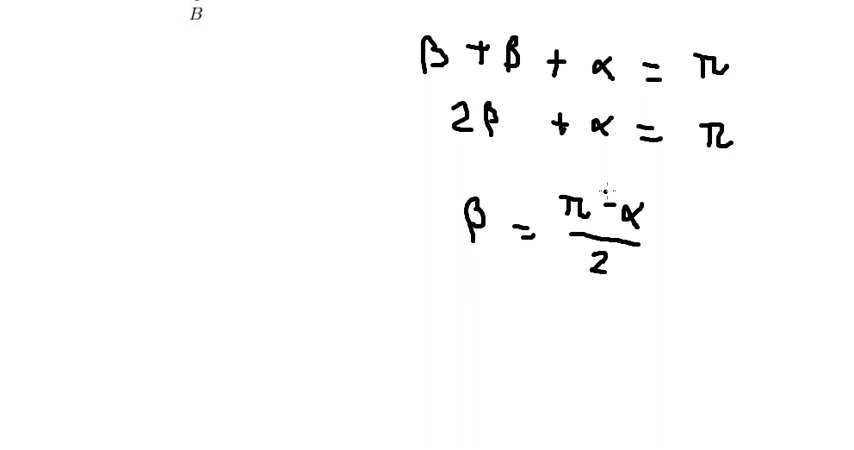 B
β + β + α = π
2β + α = π
β = π - α
2